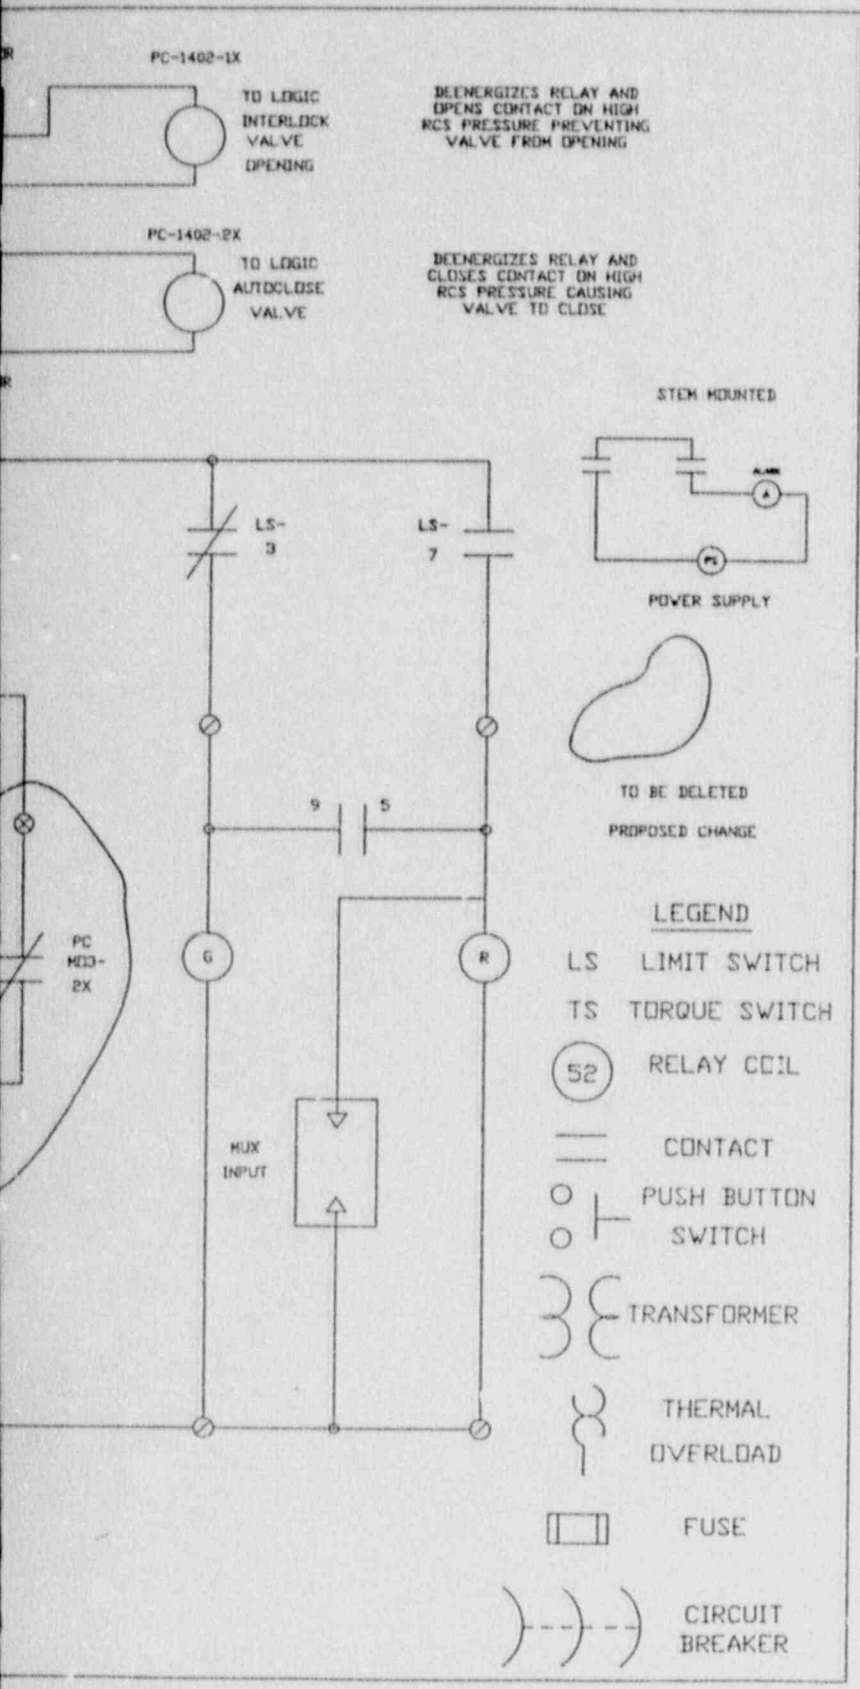 PC-1402-1X
TO LOGIC
INTERLOCK
VALVE
OPENING
DEENERGIZES RELAY AND
OPENS CONTACT ON HIGH
RCS PRESSURE PREVENTING
VALVE FROM OPENING
PC-1402-2X
TO LOGIC
AUTOCLOSE
VALVE
DEENERGIZES RELAY AND
CLOSES CONTACT ON HIGH
RCS PRESSURE CAUSING
VALVE TO CLOSE
STEM MOUNTED
ALARM
A
PS
POWER SUPPLY
LS-
3
LS-
7
TO BE DELETED
PROPOSED CHANGE
9 5
G
R
PC
2X
MUX
INPUT
LEGEND
LS LIMIT SWITCH
TS TORQUE SWITCH
52 RELAY COIL
CONTACT
PUSH BUTTON
SWITCH
TRANSFORMER
THERMAL
OVERLOAD
FUSE
CIRCUIT
BREAKER